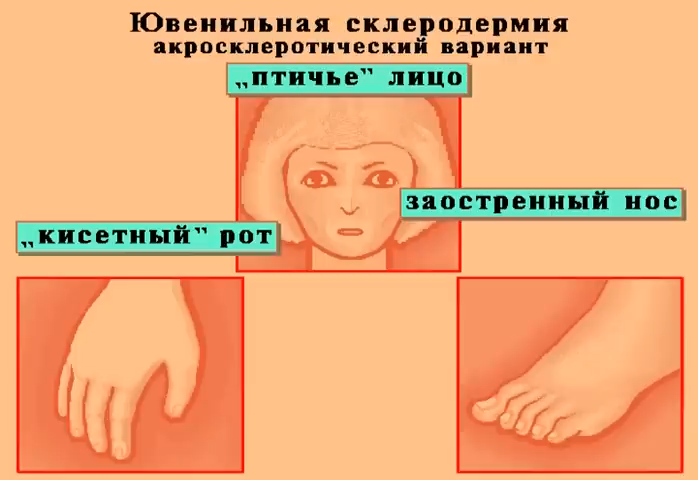 Ювенильная склеродермия
акросклеротический вариант
„птичье” лицо
заостренный нос
„кисетный” рот